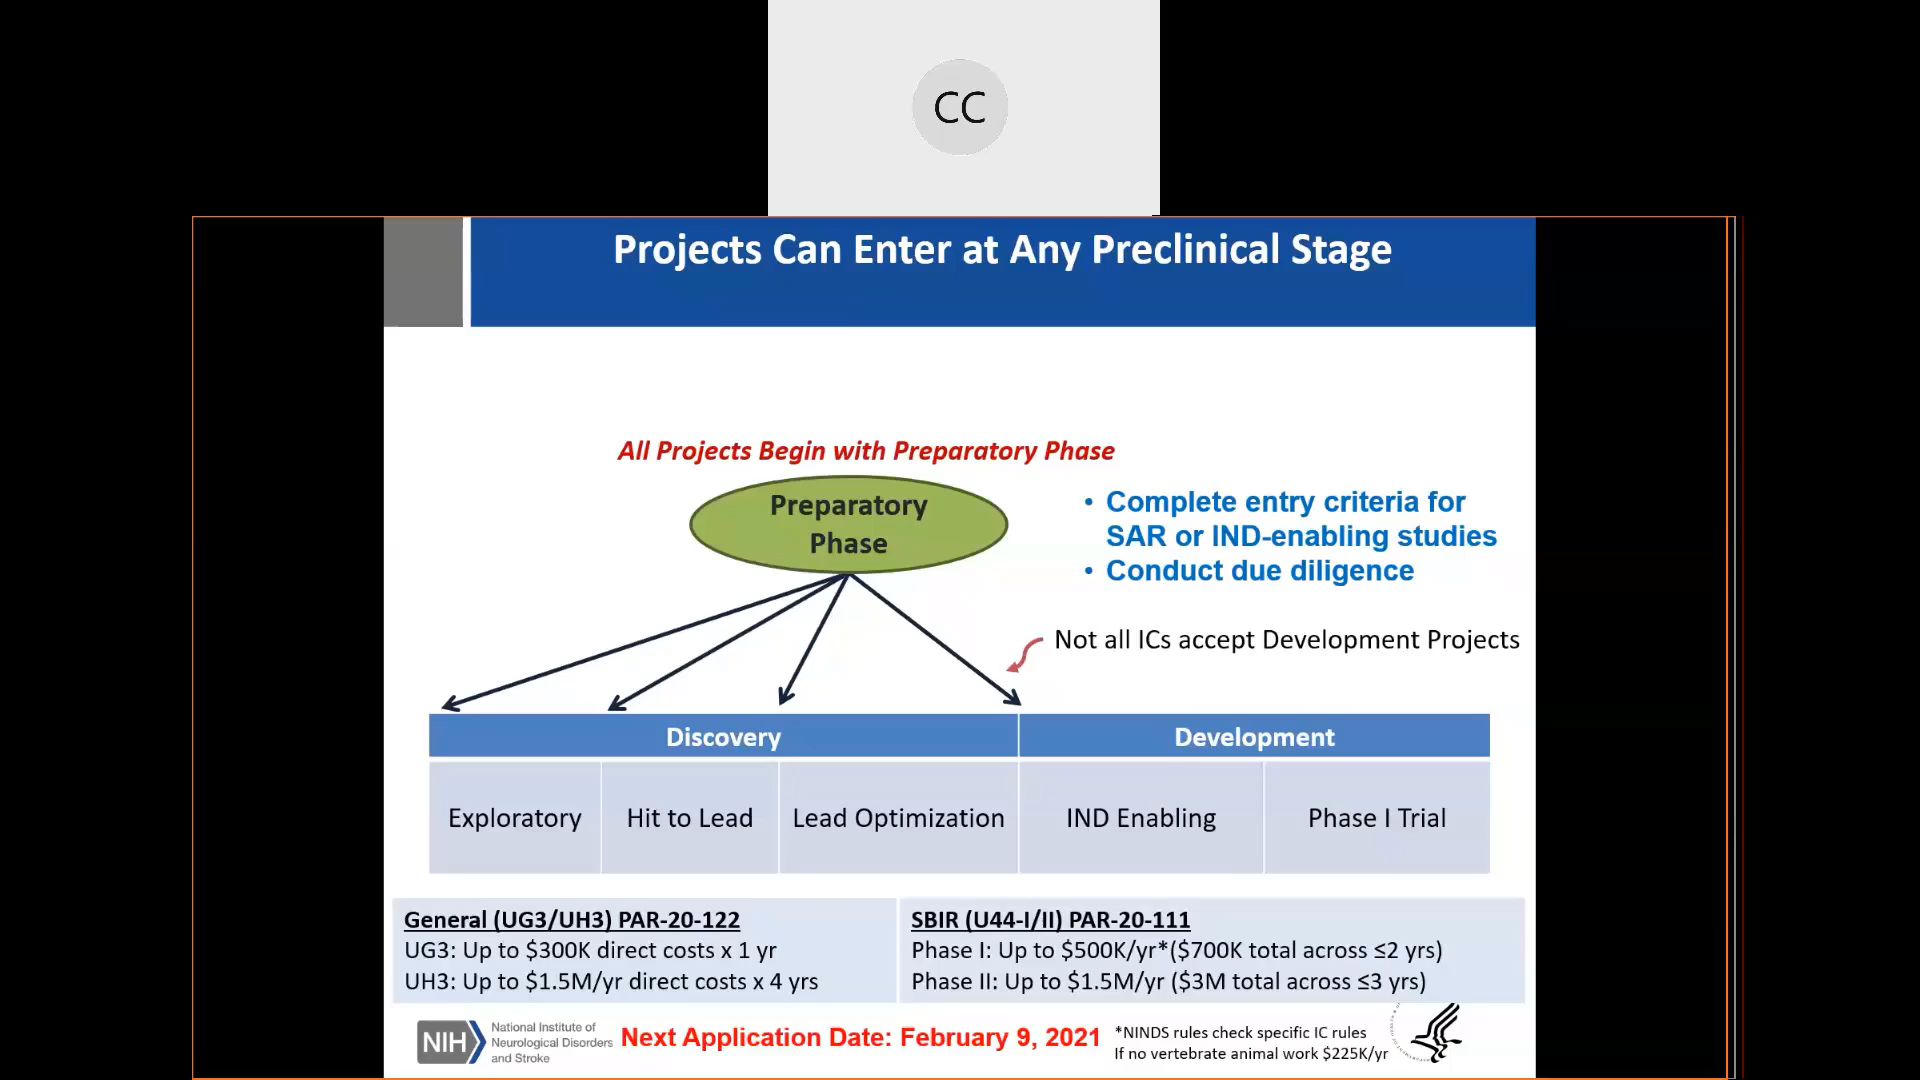 CC
Projects Can Enter at Any Preclinical Stage
All Projects Begin with Preparatory Phase
Preparatory
Phase
• Complete entry criteria for
SAR or IND-enabling studies
• Conduct due diligence
Not all ICs accept Development Projects
Discovery
Development
Exploratory
Hit to Lead
Lead Optimization
IND Enabling
Phase I Trial
General (UG3/UH3) PAR-20-122
UG3: Up to $300K direct costs x 1 yr
UH3: Up to $1.5M/yr direct costs x 4 yrs
SBIR (U44-I/II) PAR-20-111
Phase I: Up to $500K/yr*($700K total across ≤2 yrs)
Phase II: Up to $1.5M/yr ($3M total across ≤3 yrs)
NIH
National Institute of
Neurological Disorders
and Stroke
Next Application Date: February 9, 2021
*NINDS rules check specific IC rules
If no vertebrate animal work $225K/yr